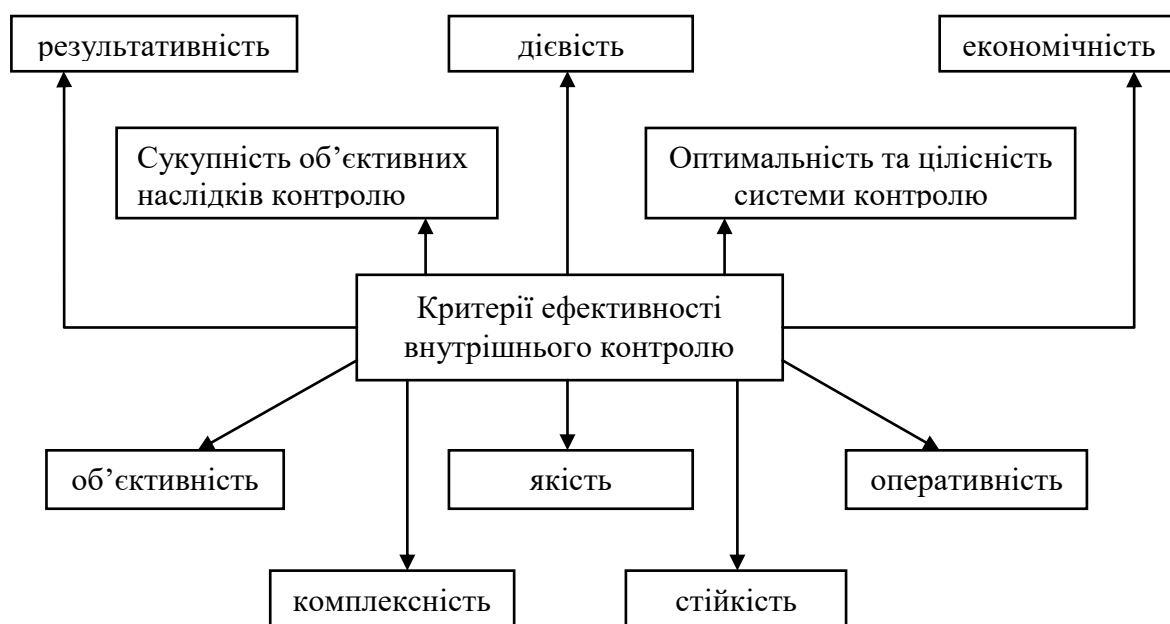 результативність
дієвість
економічність
Сукупність об’єктивних
наслідків контролю
Оптимальність та цілісність
системи контролю
Критерії ефективності
внутрішнього контролю
об’єктивність
якість
оперативність
комплексність
стійкість